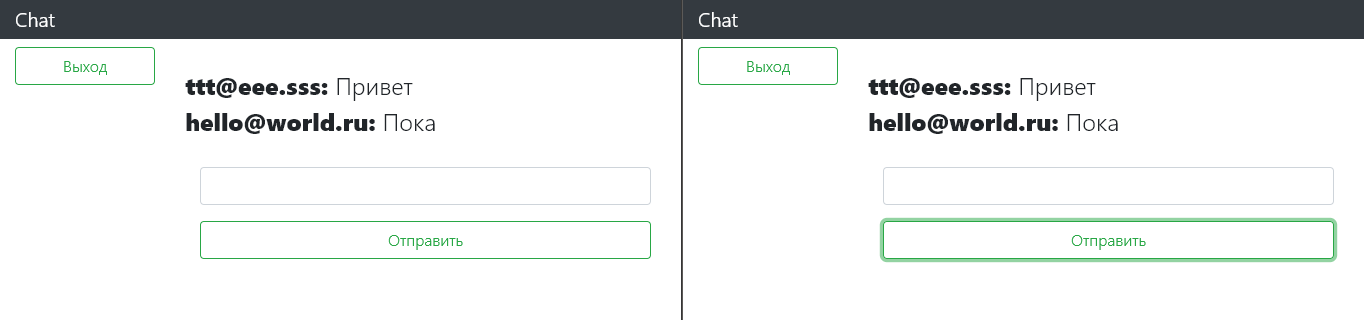 Chat
Выход
ttt@eee.sss: Привет
hello@world.ru: Пока
Отправить
Chat
Выход
ttt@eee.sss: Привет
hello@world.ru: Пока
Отправить